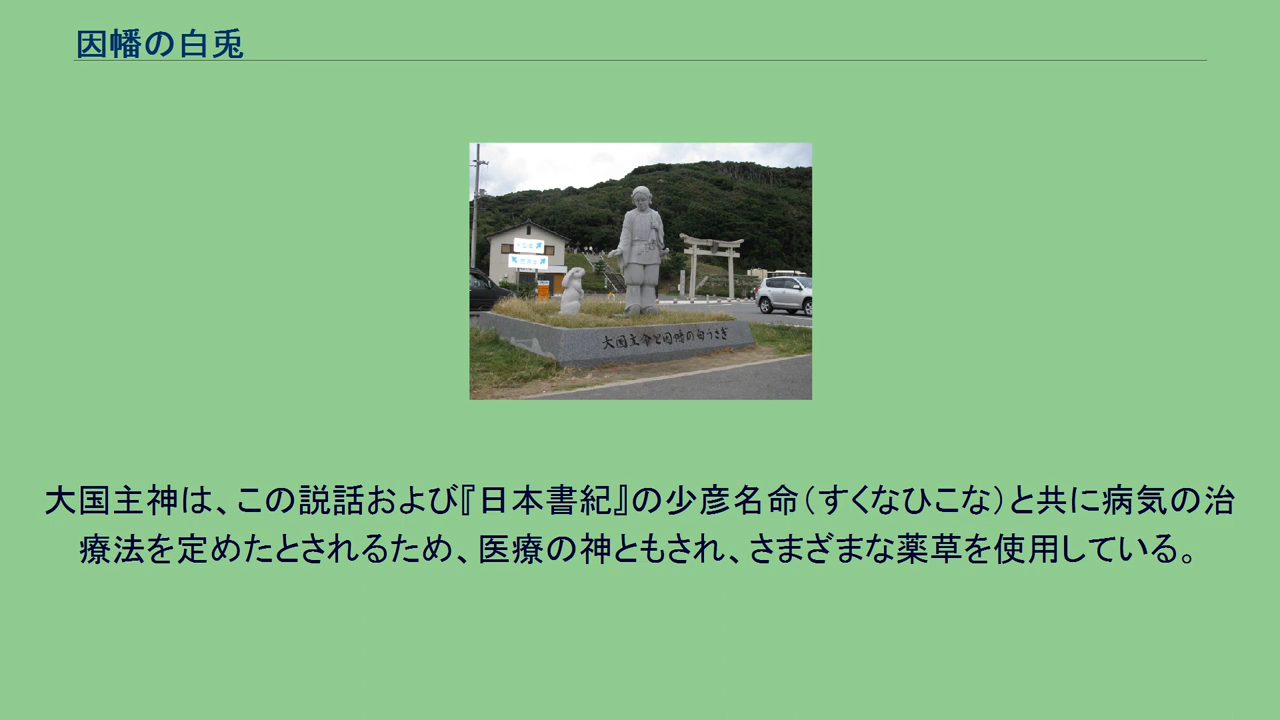 因幡の白兎
大国主命と因幡の白うさぎ
大国主神は、この説話および『日本書紀』の少彦名命（すくなひこな）と共に病気の治
療法を定めたとされるため、医療の神ともされ、さまざまな薬草を使用している。